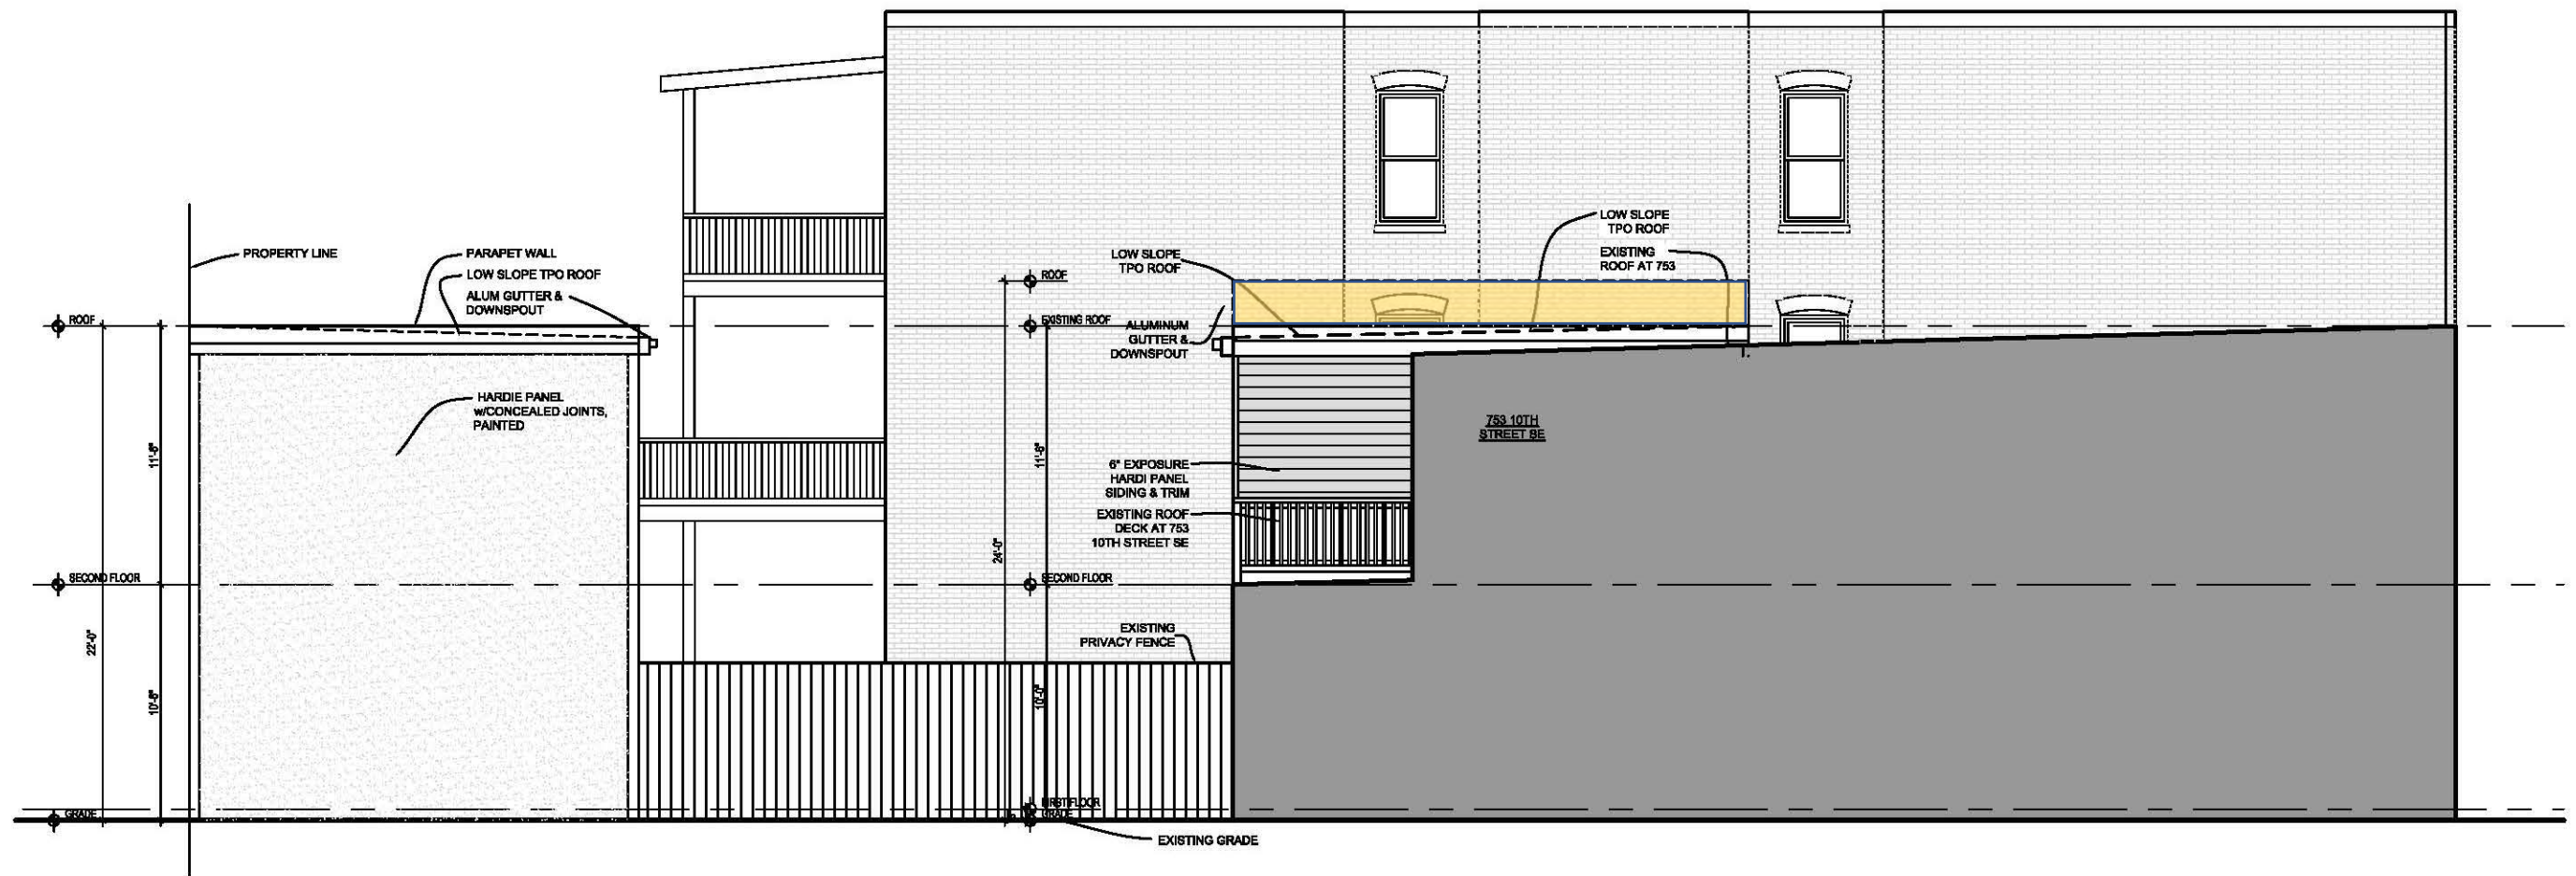 PROPERTY LINE
PARAPET WALL
LOW SLOPE TPO ROOF
ALUM GUTTER &
DOWNSPOUT
ROOF
HARDIE PANEL
w/CONCEALED JOINTS,
PAINTED
11'-6"
SECOND FLOOR
22'-0"
10'-6"
GRADE
LOW SLOPE
TPO ROOF
ROOF
EXISTING ROOF
ALUMINUM
GUTTER &
DOWNSPOUT
LOW SLOPE
TPO ROOF
EXISTING
ROOF AT 753
11'-6"
6" EXPOSURE
HARDI PANEL
SIDING & TRIM
EXISTING ROOF
DECK AT 753
10TH STREET SE
24'-0"
SECOND FLOOR
753 10TH
STREET SE
EXISTING
PRIVACY FENCE
10'-0"
FIRST FLOOR
GRADE
EXISTING GRADE